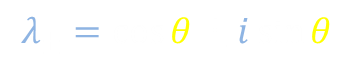 λ = θ i θ